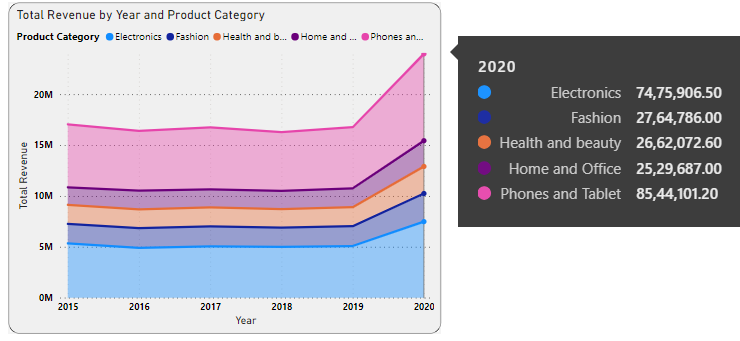 Total Revenue by Year and Product Category
Product Category Electronics Fashion Health and b... Home and ... Phones an...
Total Revenue
20M
15M
10M
5M
0M
2015 2016 2017 2018 2019 2020
Year
2020
Electronics 74,75,906.50
Fashion 27,64,786.00
Health and beauty 26,62,072.60
Home and Office 25,29,687.00
Phones and Tablet 85,44,101.20